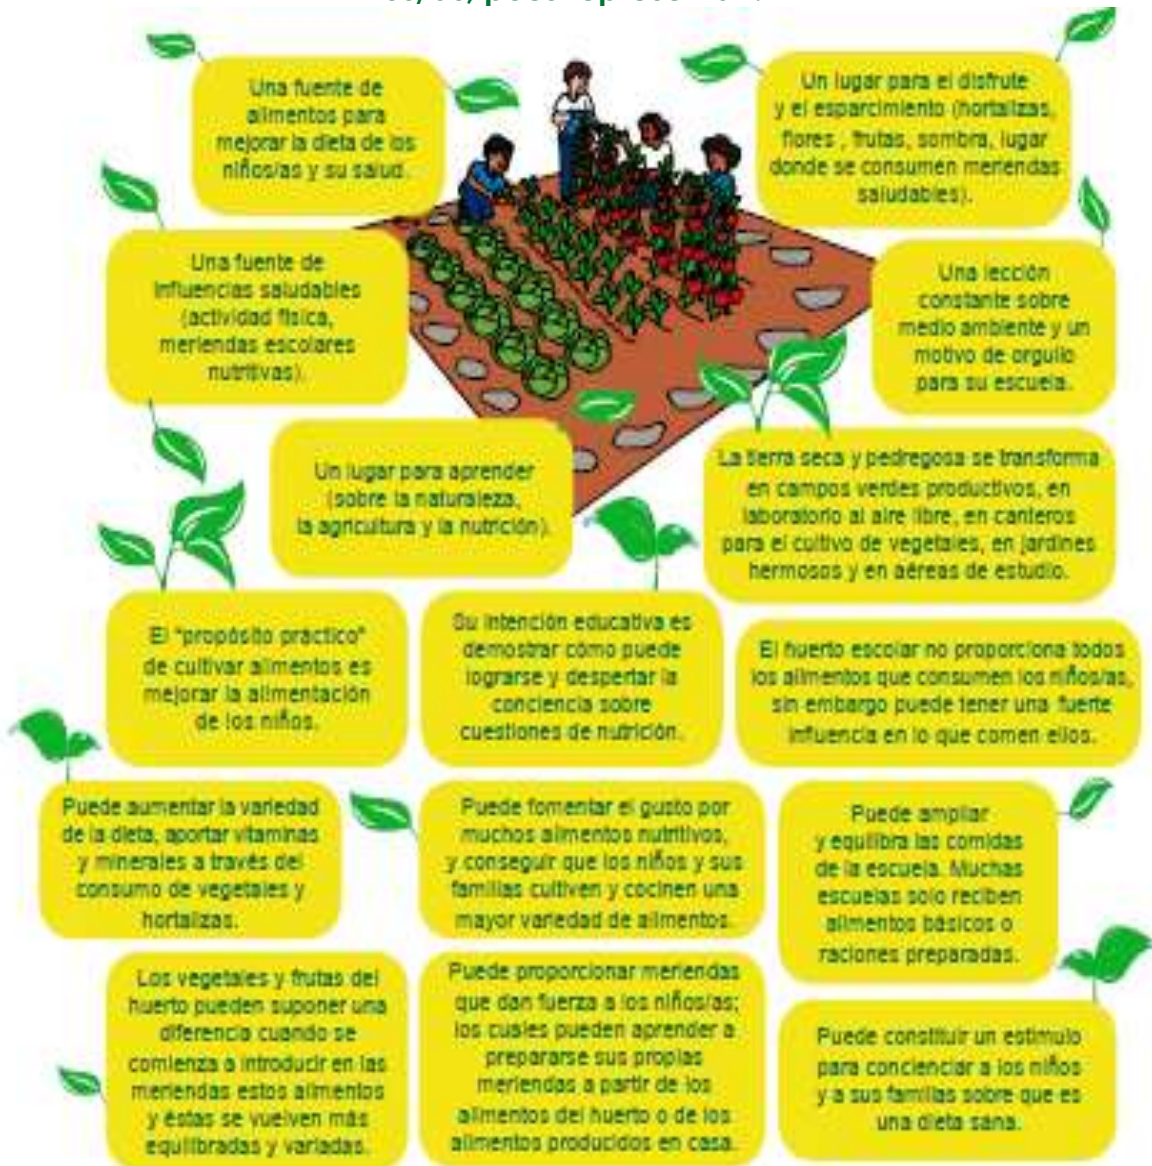 Una fuente de
alimentos para
mejorar la dieta de los
niños/as y su salud.
Un lugar para el disfrute
y el esparcimiento (hortalizas,
flores , frutas, sombra, lugar
donde se consumen meriendas
saludables).
Una fuente de
influencias saludables
(actividad física,
meriendas escolares
nutritivas).
Una lección
constante sobre
medio ambiente y un
motivo de orgullo
para su escuela.
Un lugar para aprender
(sobre la naturaleza,
la agricultura y la nutrición).
La tierra seca y pedregosa se transforma
en campos verdes productivos, en
laboratorio al aire libre, en canteros
para el cultivo de vegetales, en jardines
hermosos y en aéreas de estudio.
El "propósito práctico"
de cultivar alimentos es
mejorar la alimentación
de los niños.
Su intención educativa es
demostrar cómo puede
lograrse y despertar la
conciencia sobre
cuestiones de nutrición.
El huerto escolar no proporciona todos
los alimentos que consumen los niños/as,
sin embargo puede tener una fuerte
influencia en lo que comen ellos.
Puede aumentar la variedad
de la dieta, aportar vitaminas
y minerales a través del
consumo de vegetales y
hortalizas.
Puede fomentar el gusto por
muchos alimentos nutritivos,
y conseguir que los niños y sus
familias cultiven y cocinen una
mayor variedad de alimentos.
Puede ampliar
y equilibra las comidas
de la escuela. Muchas
escuelas solo reciben
alimentos básicos o
raciones preparadas.
Los vegetales y frutas del
huerto pueden suponer una
diferencia cuando se
comienza a introducir en las
meriendas estos alimentos
y éstas se vuelven más
equilibradas y variadas.
Puede proporcionar meriendas
que dan fuerza a los niños/as;
los cuales pueden aprender a
prepararse sus propias
meriendas a partir de los
alimentos del huerto o de los
alimentos producidos en casa.
Puede constituir un estímulo
para concienciar a los niños
y a sus familias sobre que es
una dieta sana.